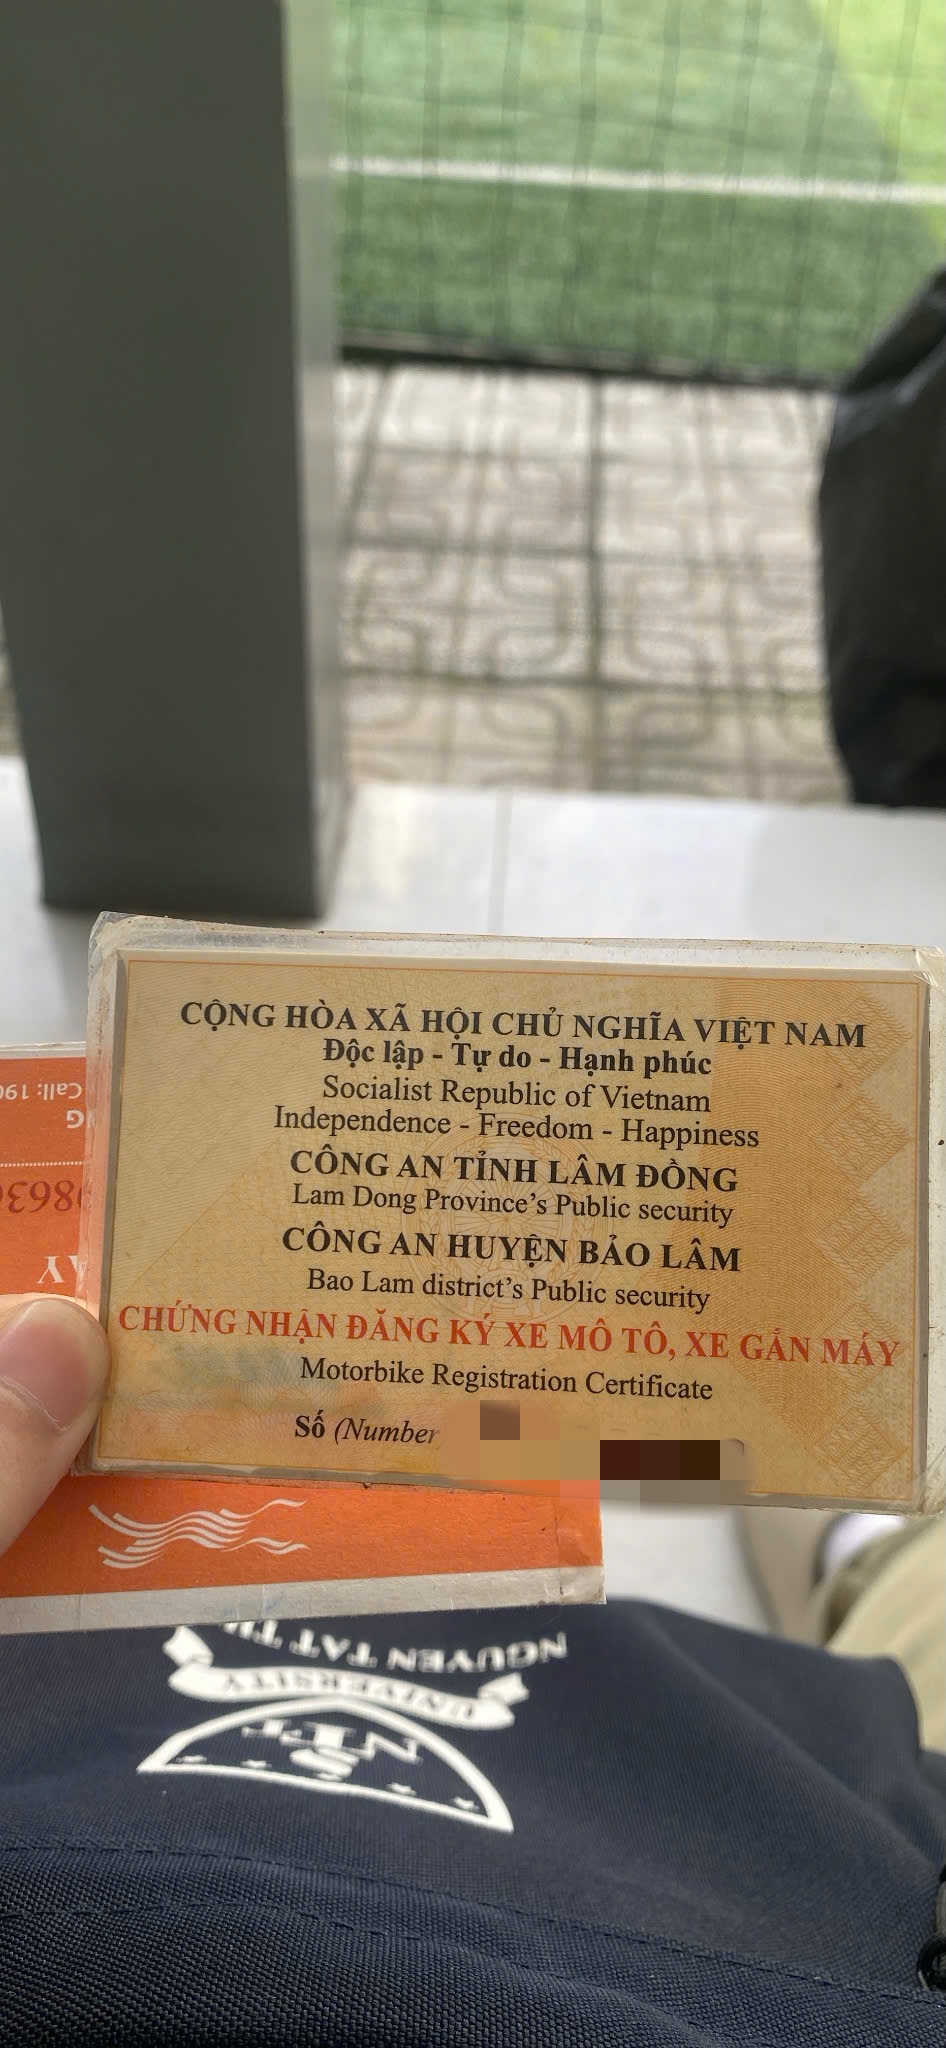 CỘNG HÒA XÃ HỘI CHỦ NGHĨA VIỆT NAM
Độc lập - Tự do - Hạnh phúc
Socialist Republic of Vietnam
Independence - Freedom - Happiness
CÔNG AN TỈNH LÂM ĐỒNG
Lam Dong Province's Public security
CÔNG AN HUYỆN BẢO LÂM
Bao Lam district's Public security
CHỨNG NHẬN ĐĂNG KÝ XE MÔ TÔ, XE GẮN MÁY
Motorbike Registration Certificate
Số (Number
Call: 190
NGUYEN TAT
UNIVERSITY
NTT